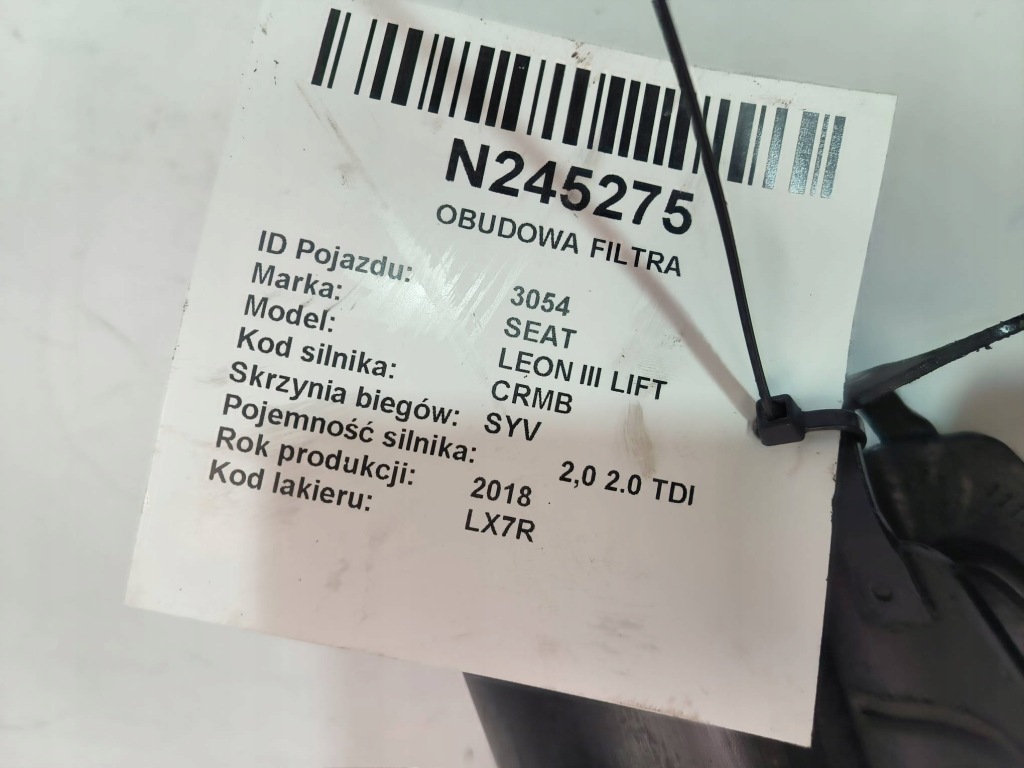 N245275
OBUDOWA FILTRA
ID Pojazdu: 3054
Marka: SEAT
Model: LEON III LIFT
Kod silnika: CRMB
Skrzynia biegów: SYV
Pojemność silnika: 2,0 2.0 TDI
Rok produkcji: 2018
Kod lakieru: LX7R